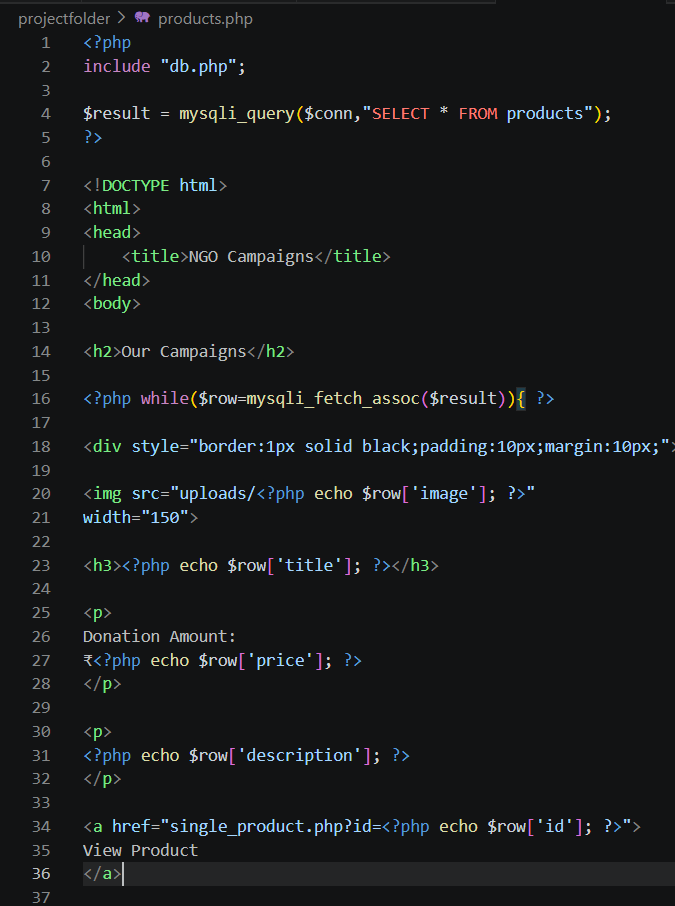 projectfolder > products.php
1 <?php
2 include "db.php";
3
4 $result = mysqli_query($conn,"SELECT * FROM products");
5 ?>
6
7 <!DOCTYPE html>
8 <html>
9 <head>
10     <title>NGO Campaigns</title>
11 </head>
12 <body>
13
14 <h2>Our Campaigns</h2>
15
16 <?php while($row=mysqli_fetch_assoc($result)){ ?>
17
18 <div style="border:1px solid black;padding:10px;margin:10px;">
19
20 <img src="uploads/<?php echo $row['image']; ?>"
21 width="150">
22
23 <h3><?php echo $row['title']; ?></h3>
24
25 <p>
26 Donation Amount:
27 ₹<?php echo $row['price']; ?>
28 </p>
29
30 <p>
31 <?php echo $row['description']; ?>
32 </p>
33
34 <a href="single_product.php?id=<?php echo $row['id']; ?>">
35 View Product
36 </a>
37